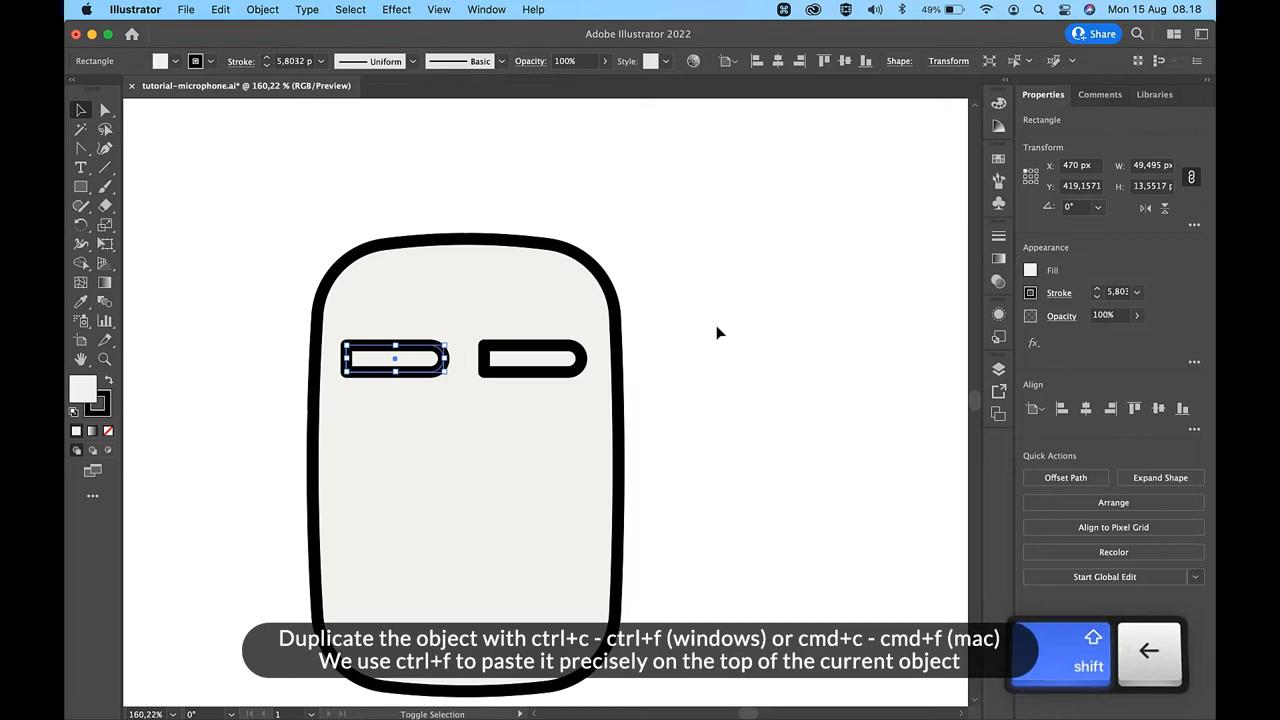 Illustrator File Edit Object Type Select Effect View Window Help 49% Mon 15 Aug 08.18
Adobe Illustrator 2022 Share
Rectangle Stroke: 5,8032 p Uniform Basic Opacity: 100% Style: Shape: Transform
tutorial-microphone.ai* @ 160,22 % (RGB/Preview)
Properties Comments Libraries
Rectangle
Transform
X: 470 px W: 49,495 px
Y: 419,1571 H: 13,5517 p
0°
Appearance
Fill
Stroke 5,803
Opacity 100%
fx.
Align
Quick Actions
Offset Path Expand Shape
Arrange
Align to Pixel Grid
Recolor
Start Global Edit
Duplicate the object with ctrl+c - ctrl+f (windows) or cmd+c - cmd+f (mac)
We use ctrl+f to paste it precisely on the top of the current object
shift
160,22% 0° 1 Toggle Selection